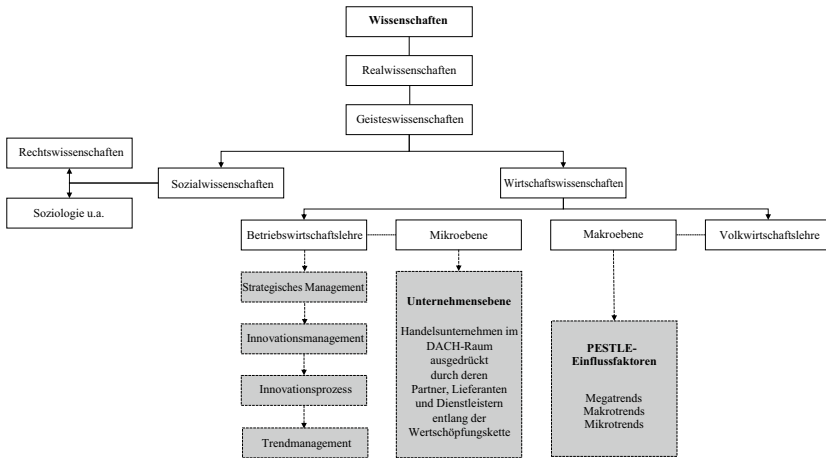 Wissenschaften
Realwissenschaften
Geisteswissenschaften
Rechtswissenschaften
Sozialwissenschaften
Wirtschaftswissenschaften
Soziologie u.a.
Betriebswirtschaftslehre
Mikroebene
Makroebene
Volkwirtschaftslehre
Strategisches Management
Innovationsmanagement
Innovationsprozess
Trendmanagement
Unternehmensebene
Handelsunternehmen im
DACH-Raum
ausgedrückt
durch deren
Partner, Lieferanten
und Dienstleistern
entlang der
Wertschöpfungskette
PESTLE-
Einflussfaktoren
Megatrends
Makrotrends
Mikrotrends